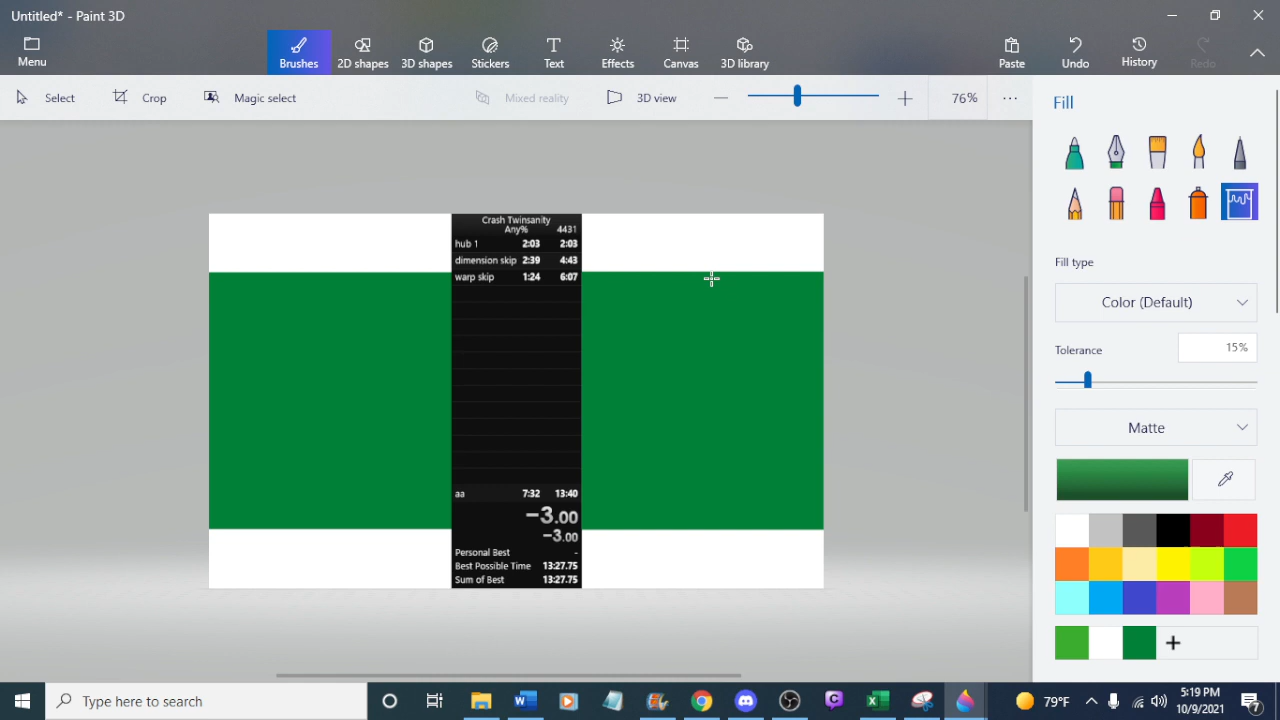 Untitled* - Paint 3D
Menu
Brushes
2D shapes
3D shapes
Stickers
Text
Effects
Canvas
3D library
Paste
Undo
History
Redo
Select
Crop
Magic select
Mixed reality
3D view
76%
Fill
Fill type
Color (Default)
Tolerance
15%
Matte
Crash Twinsanity
Any% 4431
hub 1 2:03 2:03
dimension skip 2:39 4:43
warp skip 1:24 6:07
aa 7:32 13:40
−3.00
−3.00
Personal Best -
Best Possible Time 13:27.75
Sum of Best 13:27.75
Type here to search
79°F
5:19 PM
10/9/2021
7